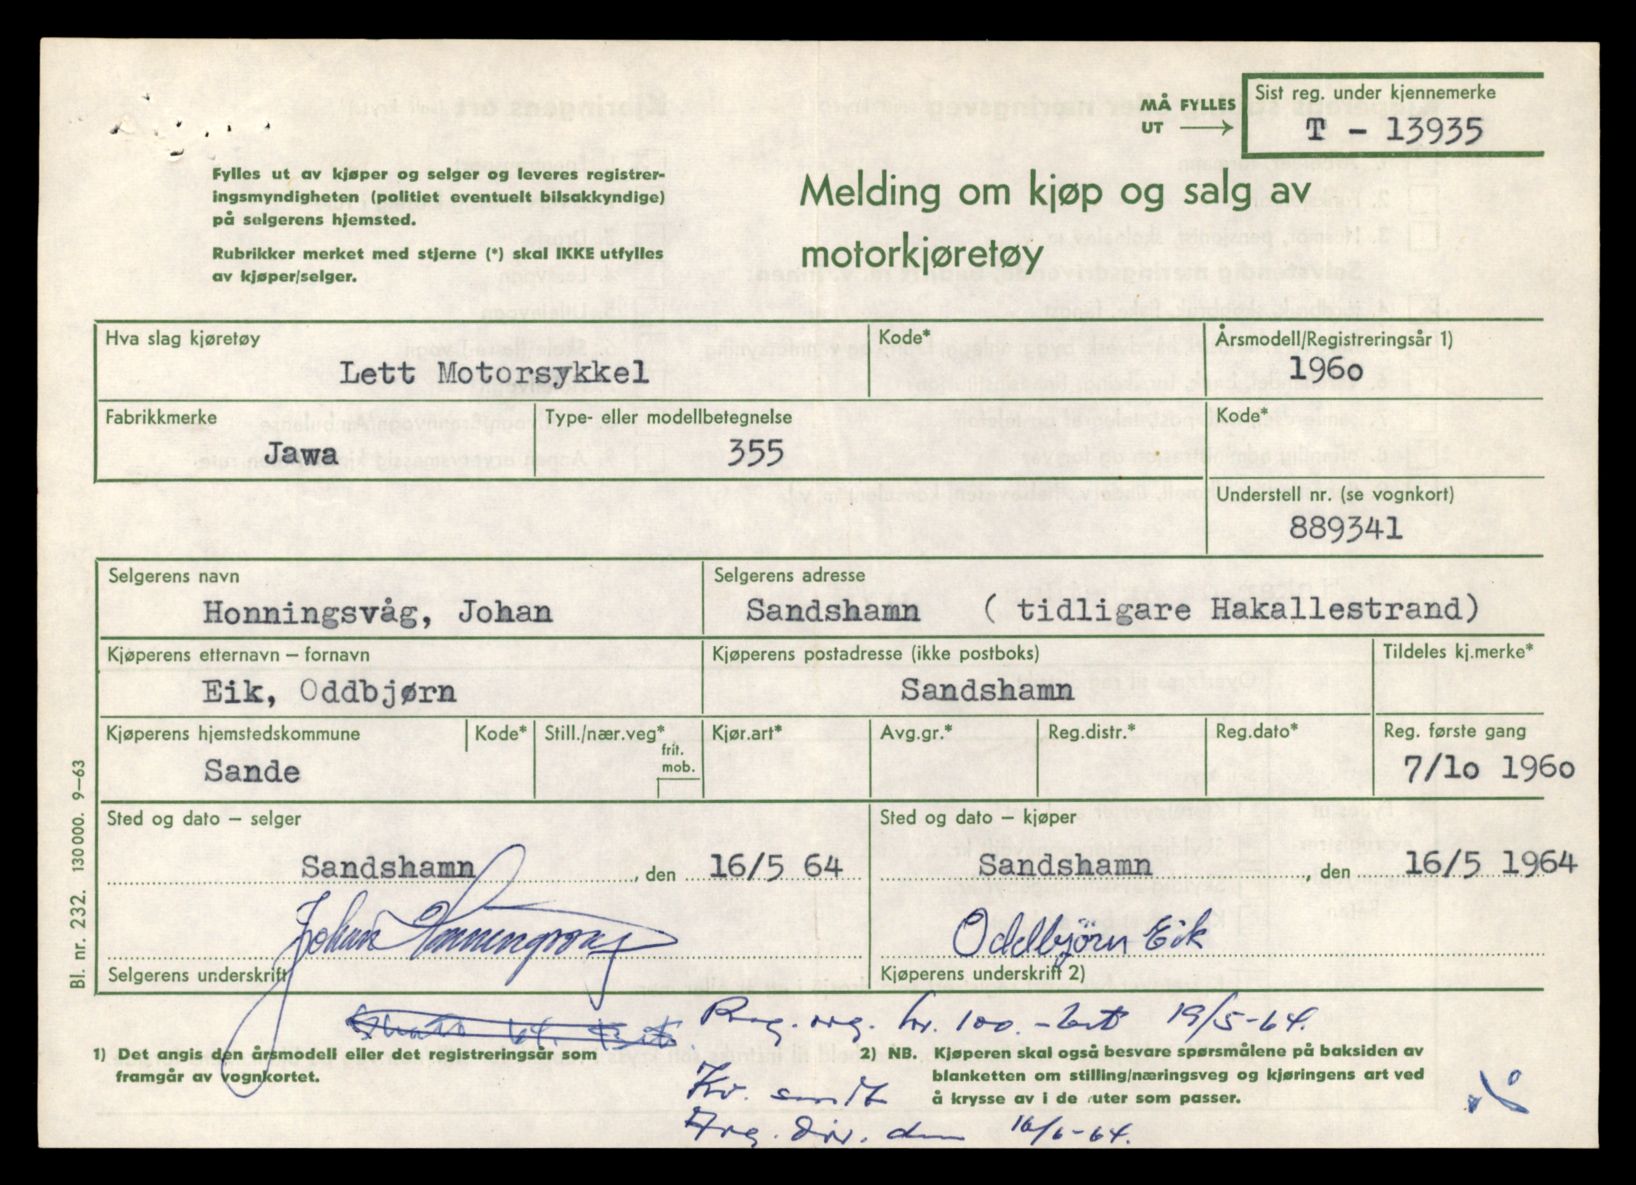 MÅ FYLLES
UT →
Sist reg. under kjennemerke
T - 13935
Fylles ut av kjøper og selger og leveres registrer-
ingsmyndigheten (politiet eventuelt bilsakkyndige)
på selgerens hjemsted.
Rubrikker merket med stjerne (*) skal IKKE utfylles
av kjøper/selger.
Melding om kjøp og salg av
motorkjøretøy
Hva slag kjøretøy
Lett Motorsykkel
Kode*
Årsmodell/Registreringsår 1)
196o
Fabrikkmerke
Jawa
Type- eller modellbetegnelse
355
Kode*
Understell nr. (se vognkort)
889341
Selgerens navn
Honningsvåg, Johan
Selgerens adresse
Sandshamn ( tidligare Hakallestrand)
Kjøperens etternavn – fornavn
Eik, Oddbjørn
Kjøperens postadresse (ikke postboks)
Sandshamn
Tildeles kj.merke*
Kjøperens hjemstedskommune
Sande
Kode*
Still./nær.veg*
frit.
mob.
Kjør.art*
Avg.gr.*
Reg.distr.*
Reg.dato*
Reg. første gang
7/1o 196o
Sted og dato – selger
Sandshamn, den 16/5 64
Sted og dato – kjøper
Sandshamn, den 16/5 1964
Johan Honningsvåg
Selgerens underskrift
Oddbjörn Eik
Kjøperens underskrift 2)
Bl. nr. 232. 130000. 9–63
kr. 100.- 19/5-64.
1) Det angis den årsmodell eller det registreringsår som
framgår av vognkortet.
2) NB. Kjøperen skal også besvare spørsmålene på baksiden av
blanketten om stilling/næringsveg og kjøringens art ved
å krysse av i de ruter som passer.
Kv. sendt
16/6-64.